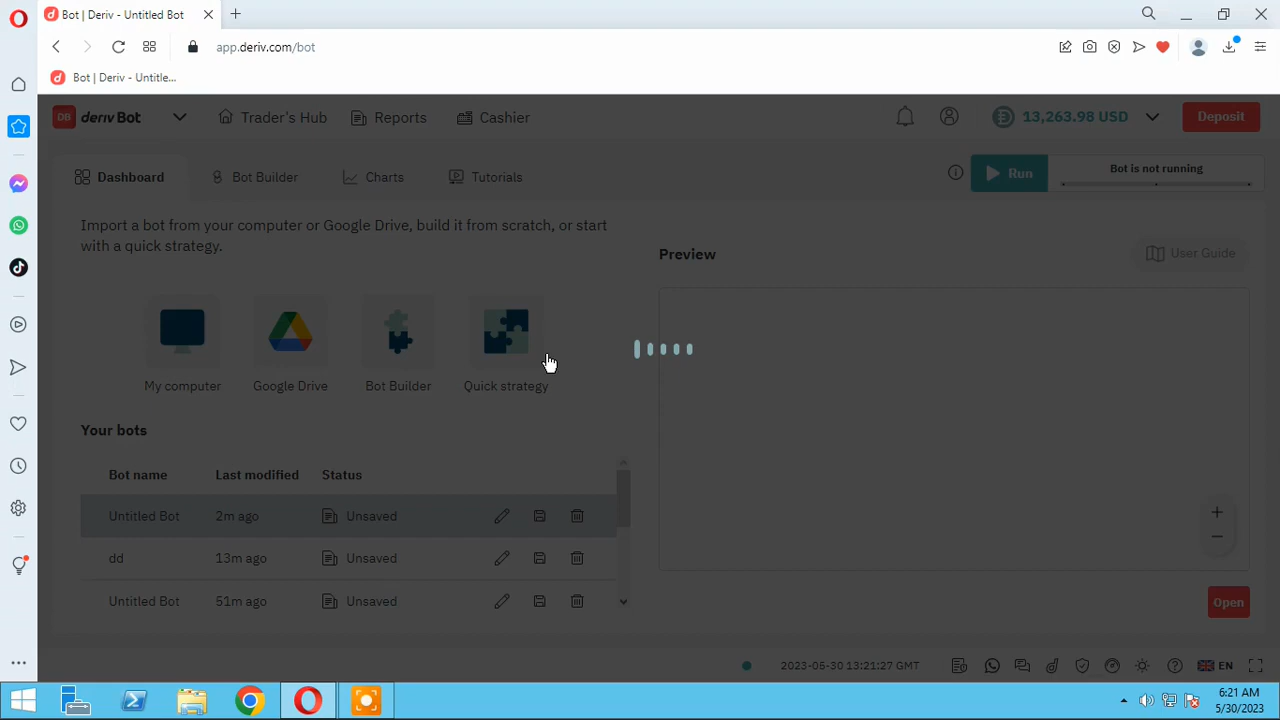 Bot | Deriv - Untitled Bot
app.deriv.com/bot
Bot | Deriv - Untitle...
DB deriv Bot
Trader's Hub
Reports
Cashier
13,263.98 USD
Deposit
Dashboard
Bot Builder
Charts
Tutorials
Run
Bot is not running
Import a bot from your computer or Google Drive, build it from scratch, or start
with a quick strategy.
Preview
User Guide
My computer
Google Drive
Bot Builder
Quick strategy
Your bots
Bot name Last modified Status
Untitled Bot 2m ago Unsaved
dd 13m ago Unsaved
Untitled Bot 51m ago Unsaved
Open
2023-05-30 13:21:27 GMT
EN
6:21 AM
5/30/2023